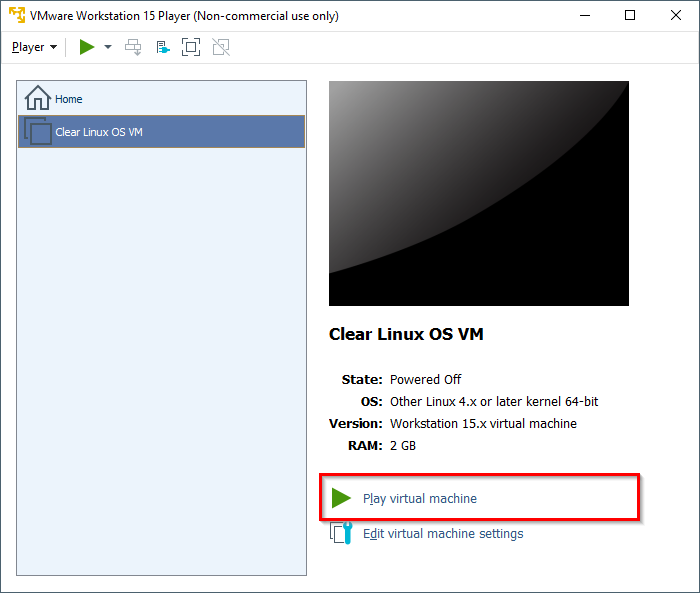 VMware Workstation 15 Player (Non-commercial use only)
Player
Home
Clear Linux OS VM
Clear Linux OS VM
State: Powered Off
OS: Other Linux 4.x or later kernel 64-bit
Version: Workstation 15.x virtual machine
RAM: 2 GB
Play virtual machine
Edit virtual machine settings